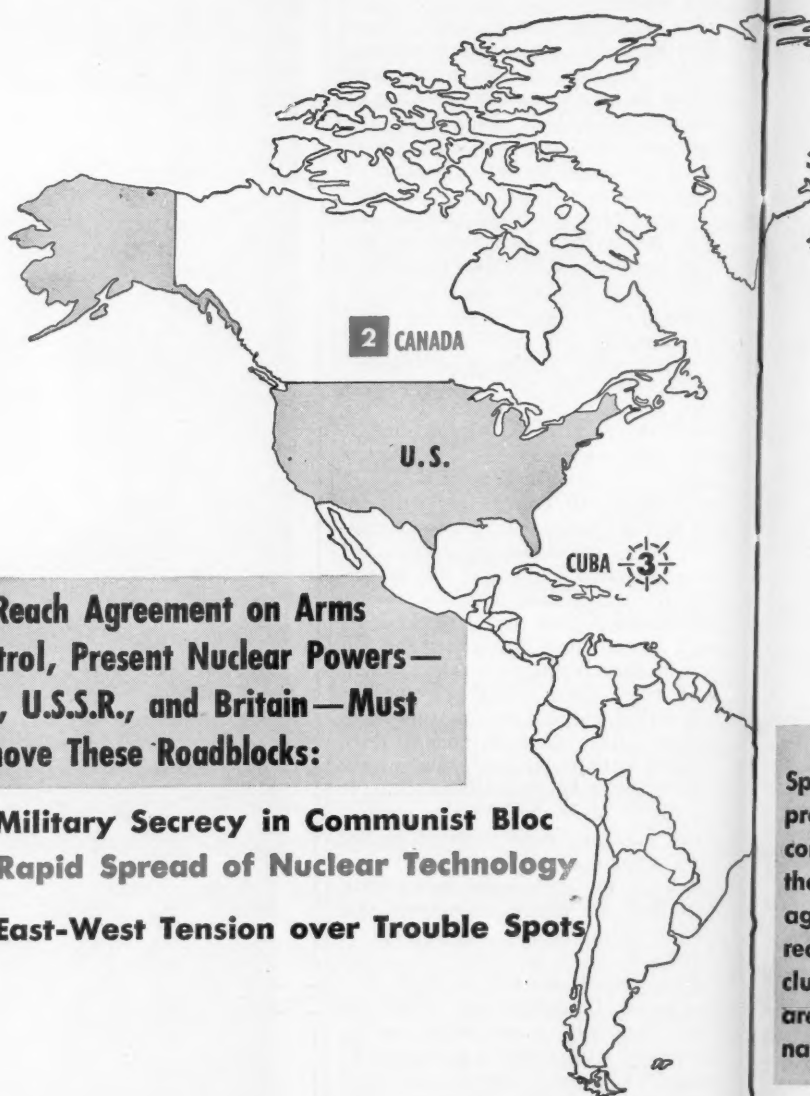 2 CANADA
U.S.
CUBA 3
Reach Agreement on Arms
trol, Present Nuclear Powers—
, U.S.S.R., and Britain—Must
ove These Roadblocks:
Military Secrecy in Communist Bloc
Rapid Spread of Nuclear Technology
East-West Tension over Trouble Spots
Sp
pr
co
the
ag
rec
clu
are
na